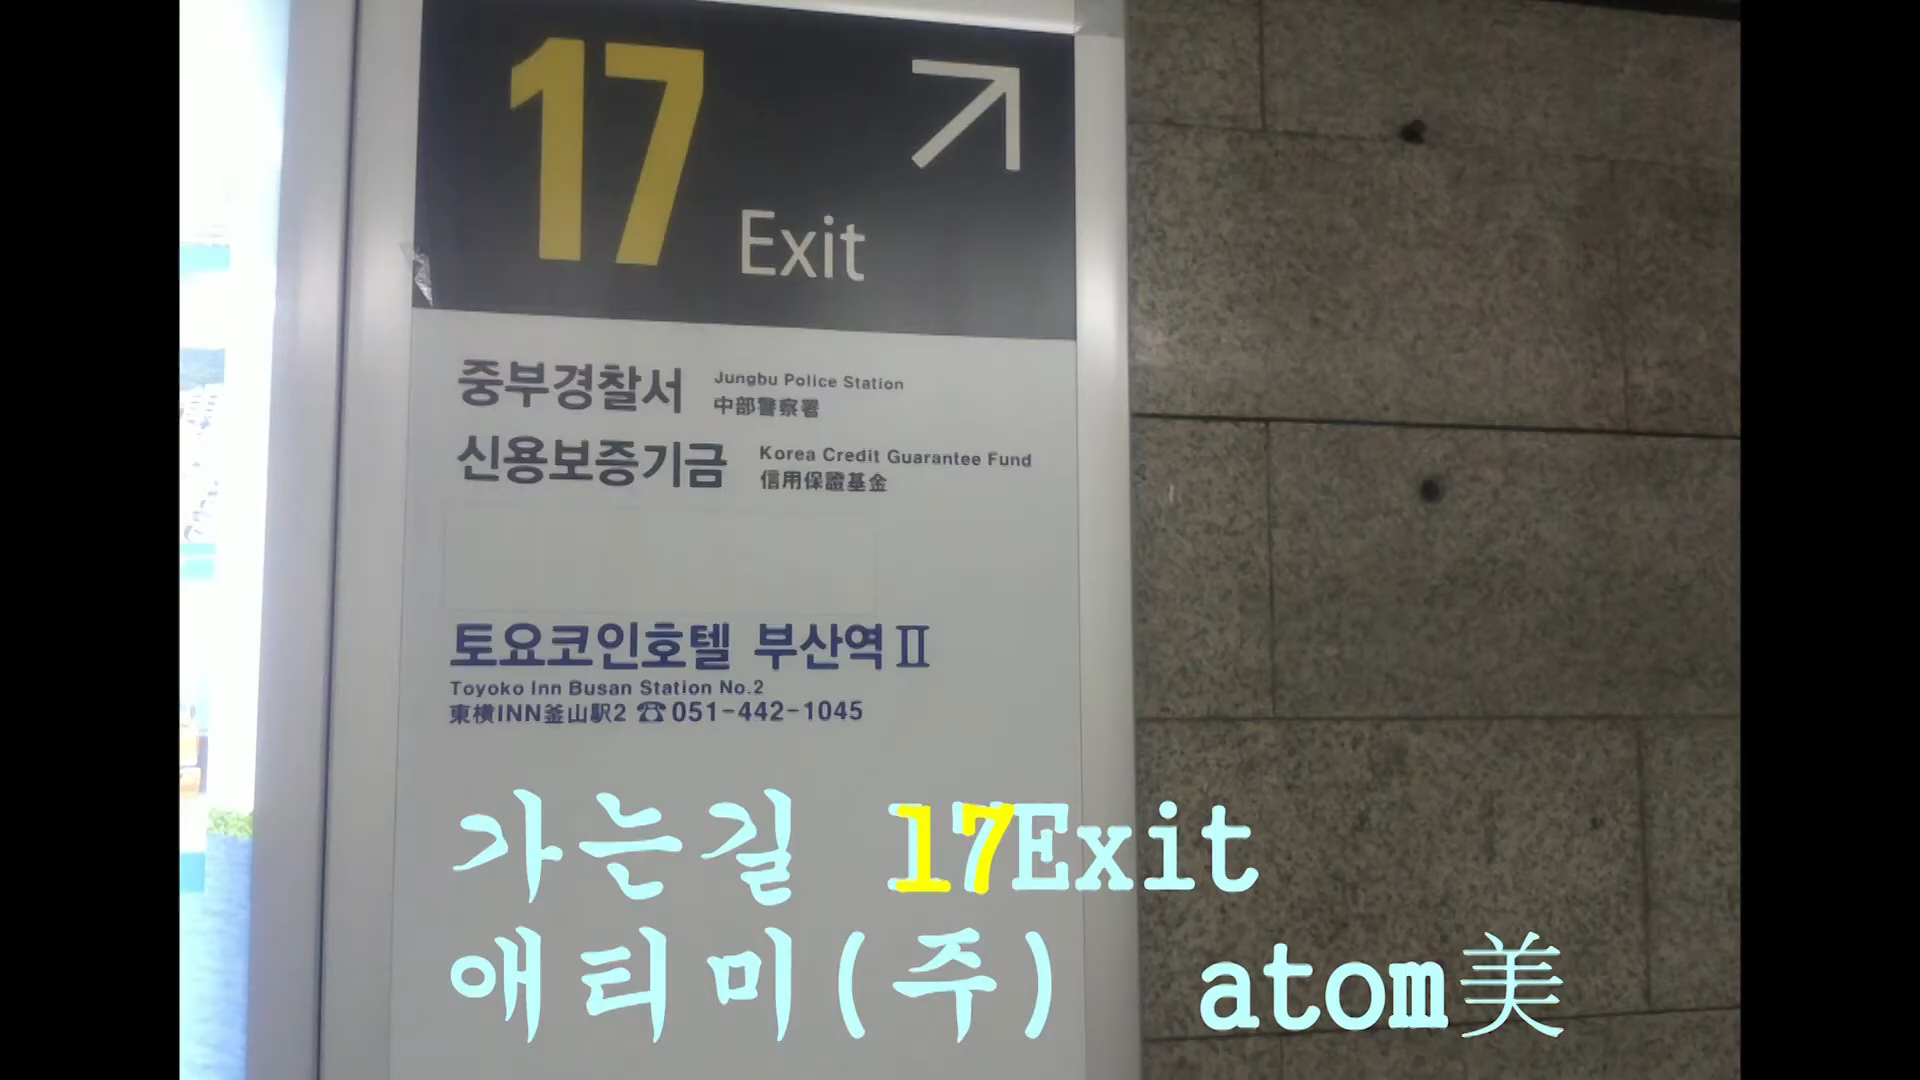 17 Exit
중부경찰서 Jungbu Police Station
中部警察署
신용보증기금 Korea Credit Guarantee Fund
信用保證基金
토요코인호텔 부산역Ⅱ
Toyoko Inn Busan Station No.2
東横INN釜山駅2 ☎051-442-1045
가는길 17Exit
애티미(주) atom美